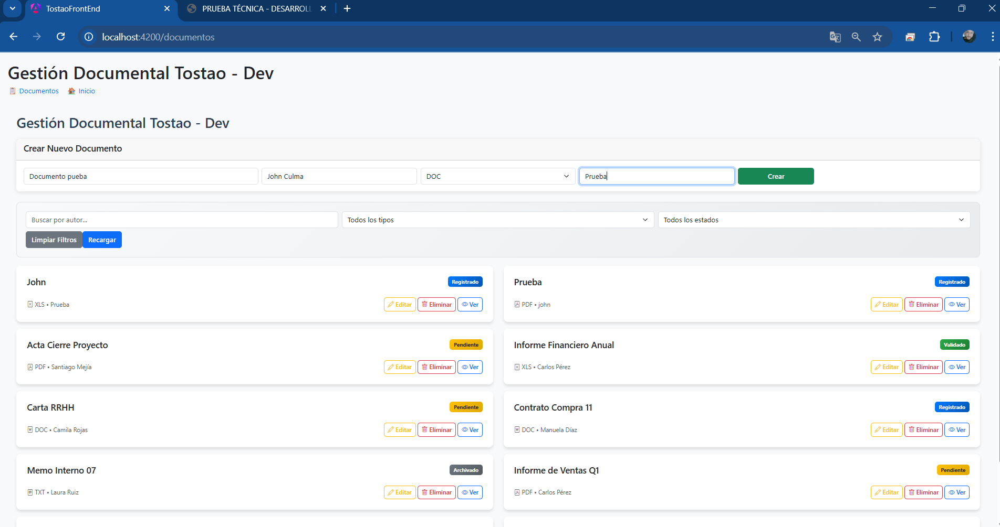 TostaoFrontEnd
PRUEBA TÉCNICA - DESARROLL
localhost:4200/documentos
Gestión Documental Tostao - Dev
Documentos Inicio
Gestión Documental Tostao - Dev
Crear Nuevo Documento
Documento pueba John Culma DOC Prueba Crear
Buscar por autor... Todos los tipos Todos los estados
Limpiar Filtros Recargar
John Registrado
XLS • Prueba Editar Eliminar Ver
Prueba Registrado
PDF • john Editar Eliminar Ver
Acta Cierre Proyecto Pendiente
PDF • Santiago Mejía Editar Eliminar Ver
Informe Financiero Anual Validado
XLS • Carlos Pérez Editar Eliminar Ver
Carta RRHH Pendiente
DOC • Camila Rojas Editar Eliminar Ver
Contrato Compra 11 Registrado
DOC • Manuela Díaz Editar Eliminar Ver
Memo Interno 07 Archivado
TXT • Laura Ruiz Editar Eliminar Ver
Informe de Ventas Q1 Pendiente
PDF • Carlos Pérez Editar Eliminar Ver